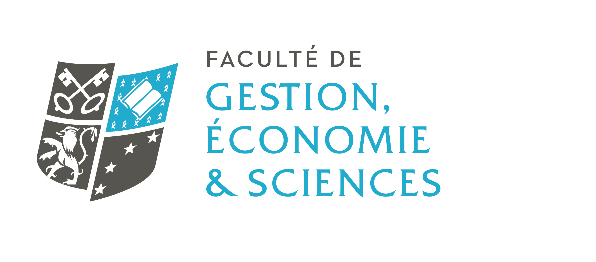 FACULTÉ DE
GESTION,
ÉCONOMIE
& SCIENCES